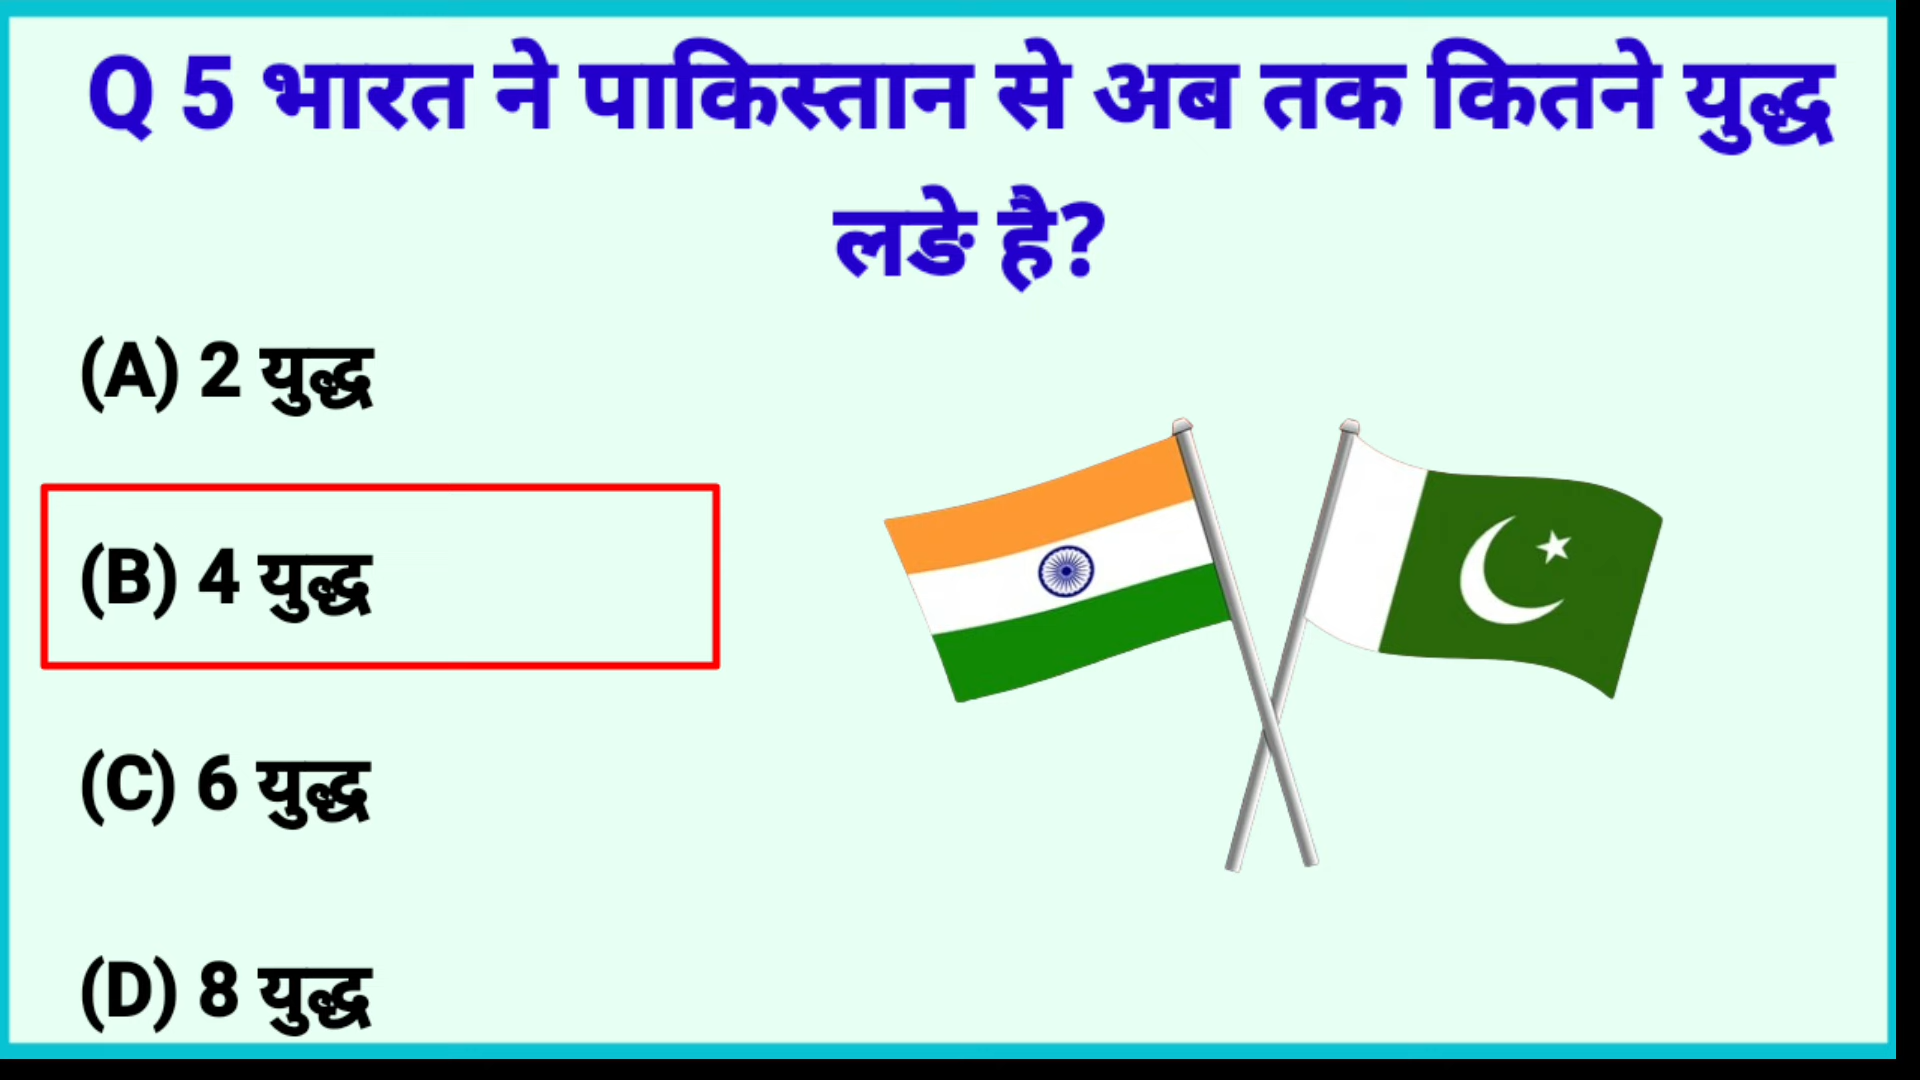 Q 5 भारत ने पाकिस्तान से अब तक कितने युद्ध
लडे है?
(A) 2 युद्ध
(B) 4 युद्ध
(C) 6 युद्ध
(D) 8 युद्ध